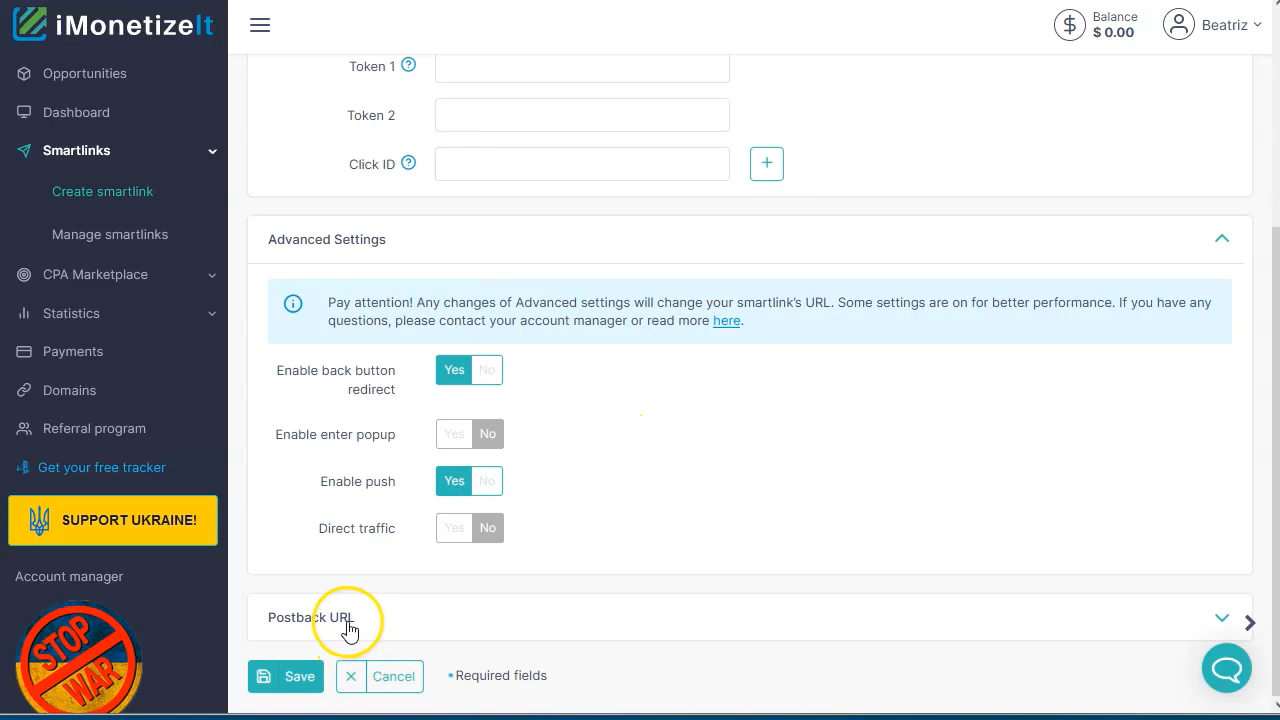 iMonetizeIt
Balance
$ 0.00
Beatriz
Opportunities
Dashboard
Smartlinks
Create smartlink
Manage smartlinks
CPA Marketplace
Statistics
Payments
Domains
Referral program
Get your free tracker
SUPPORT UKRAINE!
Account manager
STOP
WAR
Token 1
Token 2
Click ID
+
Advanced Settings
Pay attention! Any changes of Advanced settings will change your smartlink's URL. Some settings are on for better performance. If you have any
questions, please contact your account manager or read more here.
Enable back button
redirect
Yes No
Enable enter popup
Yes No
Enable push
Yes No
Direct traffic
Yes No
Postback URL
Save
Cancel
*Required fields